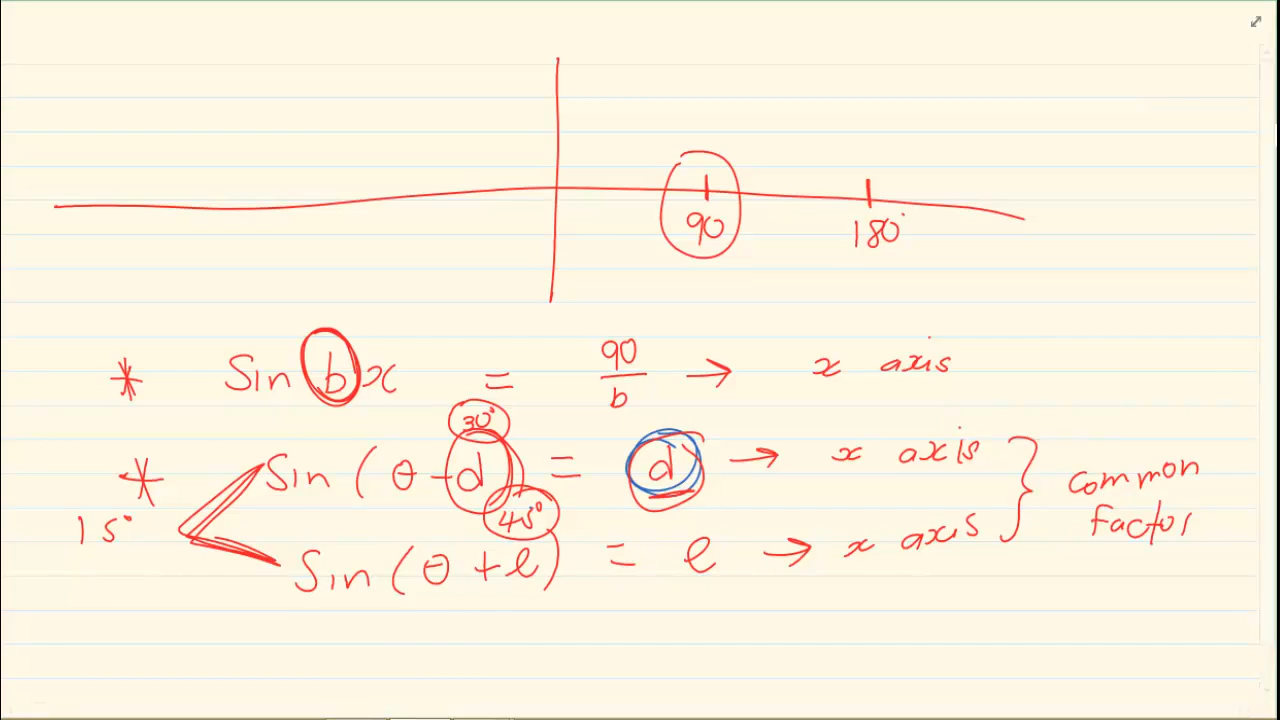 90 180°
* Sin bx = 90/b → x axis
30°
* Sin (θ - d) = d → x axis
45°
15°
Sin (θ + e) = e → x axis
common
factor